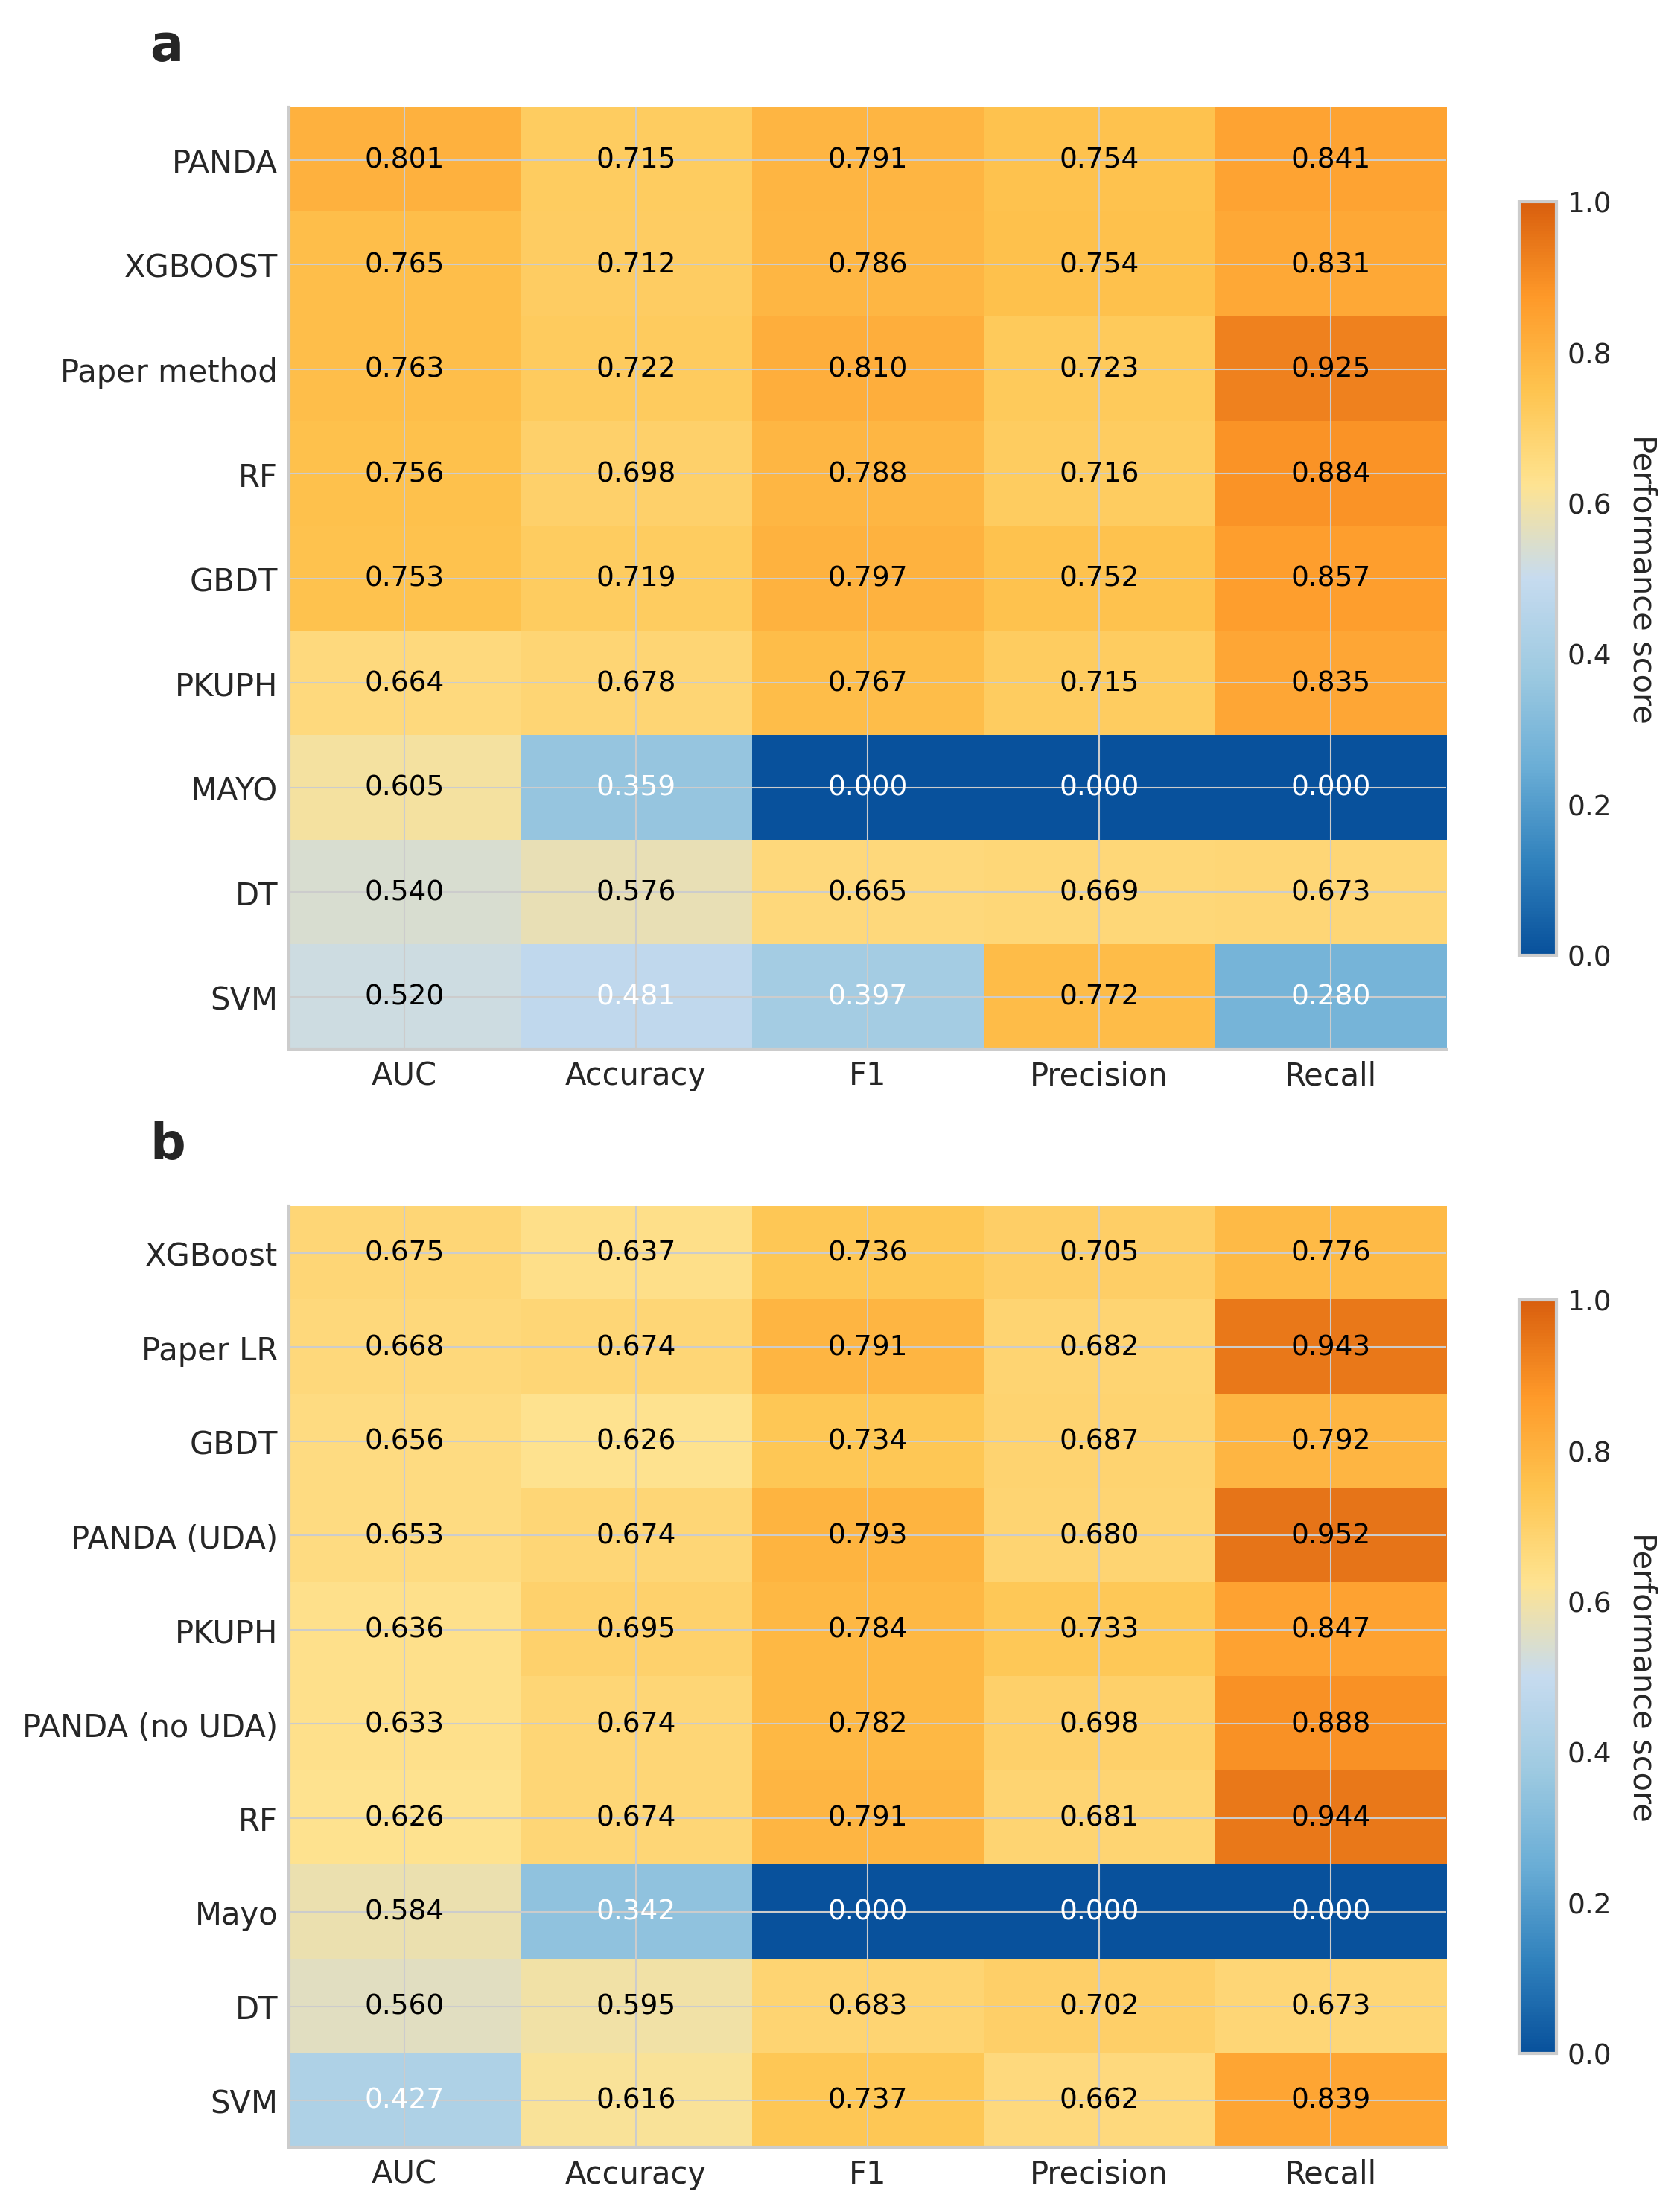 a
PANDA 0.801 0.715 0.791 0.754 0.841
XGBOOST 0.765 0.712 0.786 0.754 0.831
Paper method 0.763 0.722 0.810 0.723 0.925
RF 0.756 0.698 0.788 0.716 0.884
GBDT 0.753 0.719 0.797 0.752 0.857
PKUPH 0.664 0.678 0.767 0.715 0.835
MAYO 0.605 0.359 0.000 0.000 0.000
DT 0.540 0.576 0.665 0.669 0.673
SVM 0.520 0.481 0.397 0.772 0.280
AUC Accuracy F1 Precision Recall
1.0
0.8
0.6
0.4
0.2
0.0
Performance score
b
XGBoost 0.675 0.637 0.736 0.705 0.776
Paper LR 0.668 0.674 0.791 0.682 0.943
GBDT 0.656 0.626 0.734 0.687 0.792
PANDA (UDA) 0.653 0.674 0.793 0.680 0.952
PKUPH 0.636 0.695 0.784 0.733 0.847
PANDA (no UDA) 0.633 0.674 0.782 0.698 0.888
RF 0.626 0.674 0.791 0.681 0.944
Mayo 0.584 0.342 0.000 0.000 0.000
DT 0.560 0.595 0.683 0.702 0.673
SVM 0.427 0.616 0.737 0.662 0.839
AUC Accuracy F1 Precision Recall
1.0
0.8
0.6
0.4
0.2
0.0
Performance score